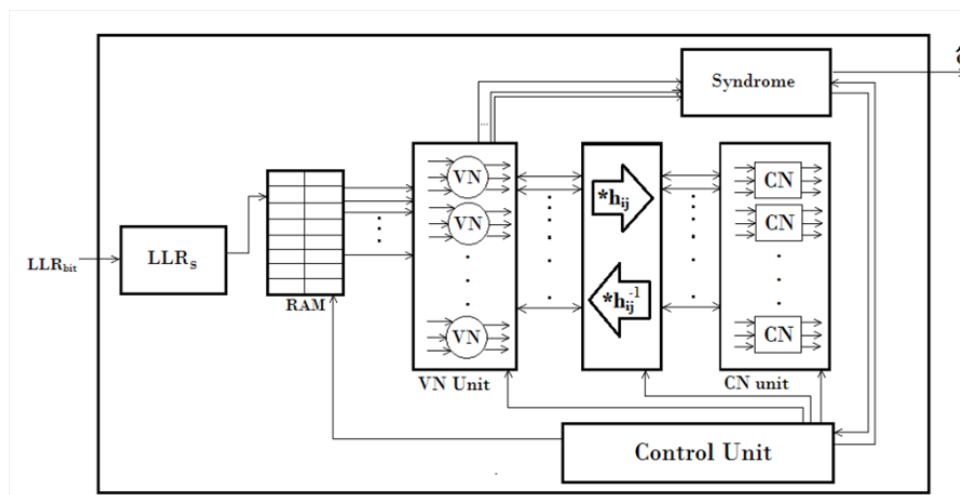 Syndrome
ĉ
LLRbit
LLRs
RAM
VN
VN
VN
VN Unit
*hij
*hij-1
CN
CN
CN
CN unit
Control Unit